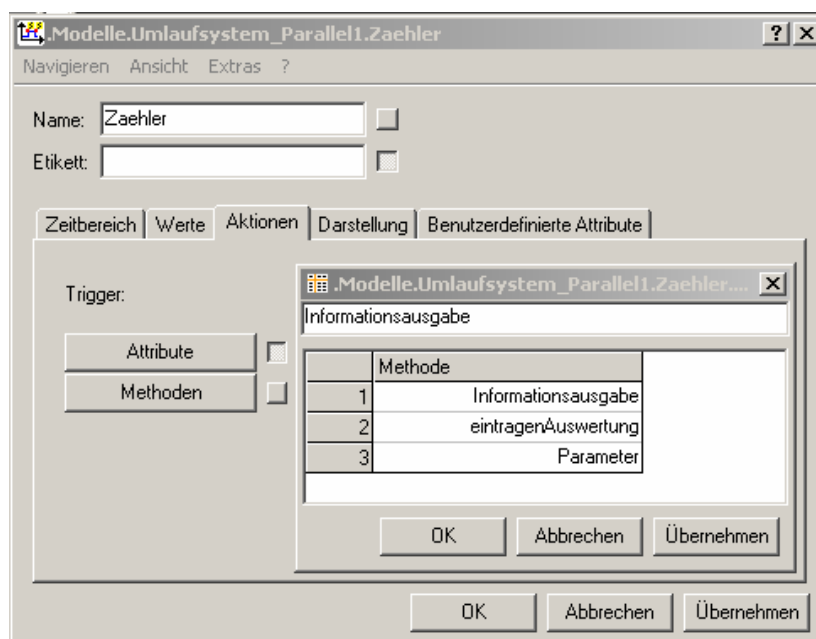 .Modelle.Umlaufsystem_Parallel1.Zaehler
Navigieren Ansicht Extras ?
Name: Zaehler
Etikett:
Zeitbereich Werte Aktionen Darstellung Benutzerdefinierte Attribute
Trigger:
.Modelle.Umlaufsystem_Parallel1.Zaehler....
Informationsausgabe
Attribute
Methoden
Methode
1 Informationsausgabe
2 eintragenAuswertung
3 Parameter
OK Abbrechen Übernehmen
OK Abbrechen Übernehmen